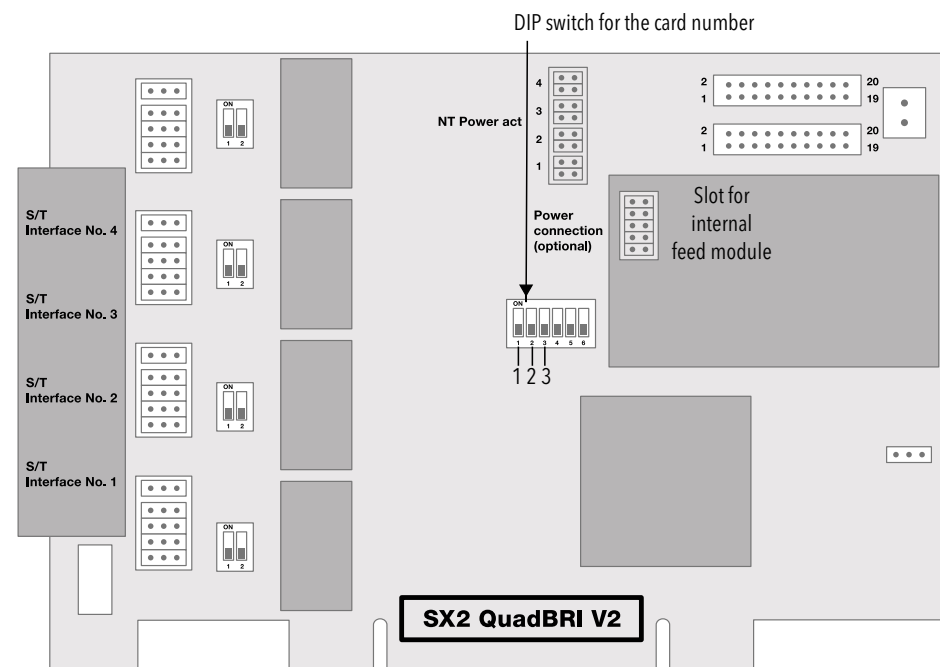 DIP switch for the card number
ON
1 2
4
3
2
1
NT Power act
2 20
1 19
2 20
1 19
Slot for
internal
feed module
S/T
Interface No. 4
ON
1 2
Power
connection
(optional)
S/T
Interface No. 3
ON
1 2 3 4 5 6
1 2 3
S/T
Interface No. 2
ON
1 2
S/T
Interface No. 1
ON
1 2
SX2 QuadBRI V2